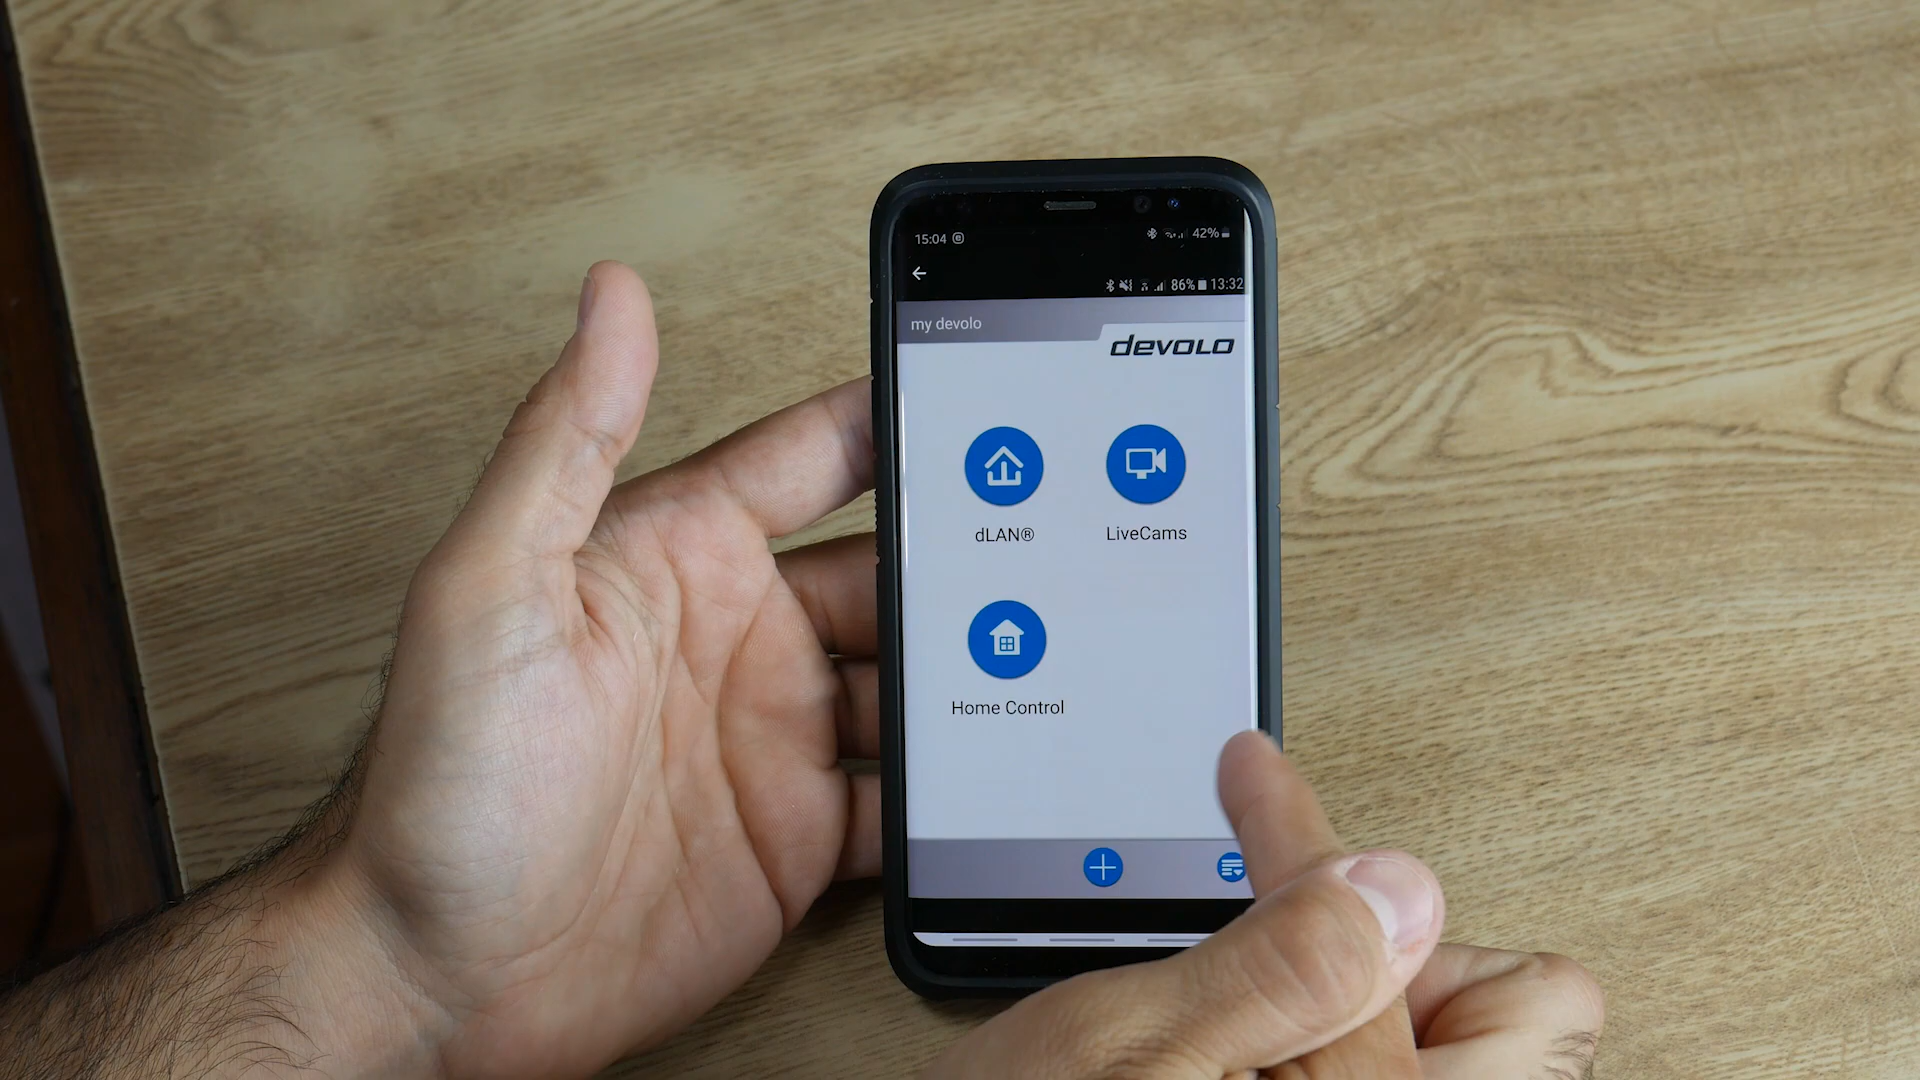 15:04 42%
86% 13:32
my devolo
devolo
dLAN® LiveCams
Home Control